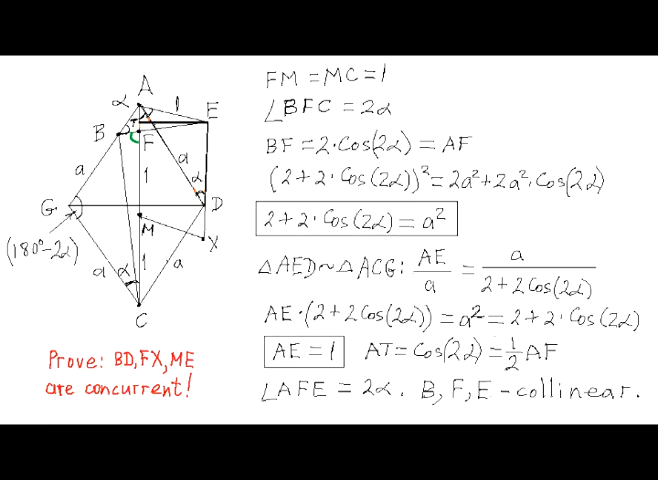 FM = MC = 1
∠BFC = 2α
BF = 2·Cos(2α) = AF
(2+2·Cos(2α))² = 2a²+2a²·Cos(2α)
2+2·Cos(2α) = a²
△AED~△ACG: AE/a = a/(2+2Cos(2α))
AE·(2+2Cos(2α)) = a² = 2+2·Cos(2α)
AE = 1 AT = Cos(2α) = 1/2 AF
∠AFE = 2α. B, F, E - collinear.
A
α
1
E
B
T
F
a
a
1
α
G
D
M
X
(180°-2α)
a
α
1
a
C
Prove: BD, FX, ME
are concurrent!